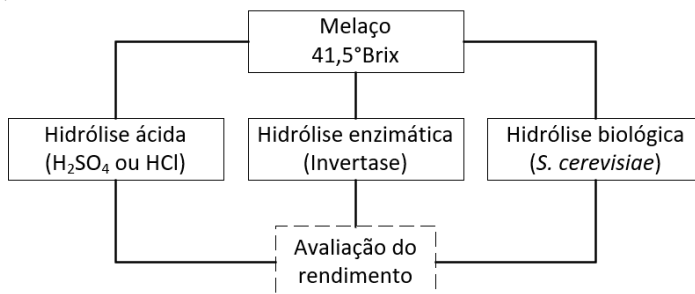 Melaço
41,5°Brix
Hidrólise ácida
(H₂SO₄ ou HCl)
Hidrólise enzimática
(Invertase)
Hidrólise biológica
(S. cerevisiae)
Avaliação do
rendimento